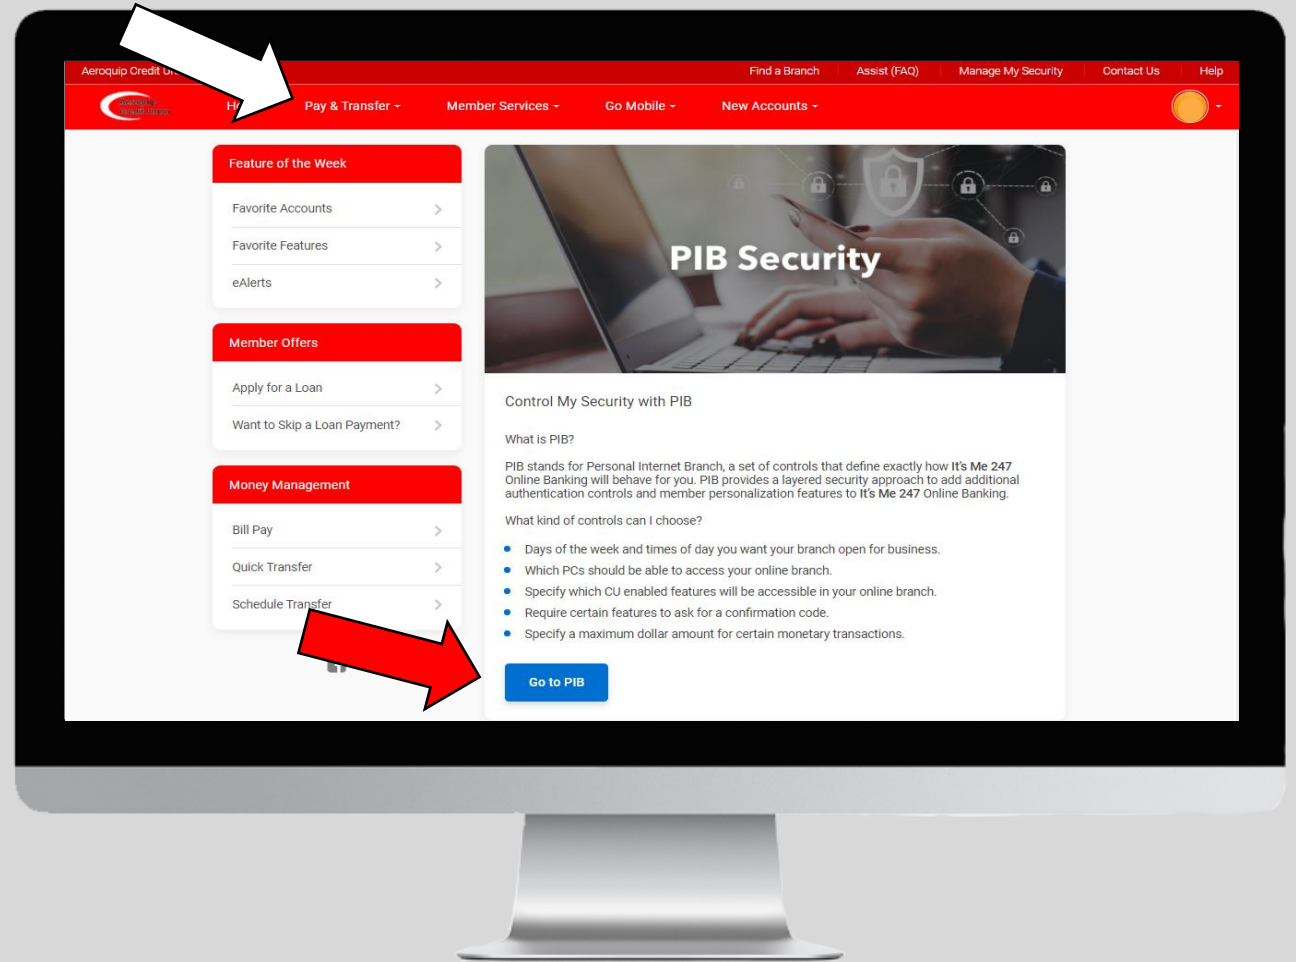 Aeroquip Credit
Find a Branch
Assist (FAQ)
Manage My Security
Contact Us
Help
Aeroquip
Credit Union
Pay & Transfer
Member Services
Go Mobile
New Accounts
Feature of the Week
Favorite Accounts
Favorite Features
eAlerts
Member Offers
Apply for a Loan
Want to Skip a Loan Payment?
Money Management
Bill Pay
Quick Transfer
Schedule Transfer
PIB Security
Control My Security with PIB
What is PIB?
PIB stands for Personal Internet Branch, a set of controls that define exactly how It's Me 247
Online Banking will behave for you. PIB provides a layered security approach to add additional
authentication controls and member personalization features to It's Me 247 Online Banking.
What kind of controls can I choose?
Days of the week and times of day you want your branch open for business.
Which PCs should be able to access your online branch.
Specify which CU enabled features will be accessible in your online branch.
Require certain features to ask for a confirmation code.
Specify a maximum dollar amount for certain monetary transactions.
Go to PIB